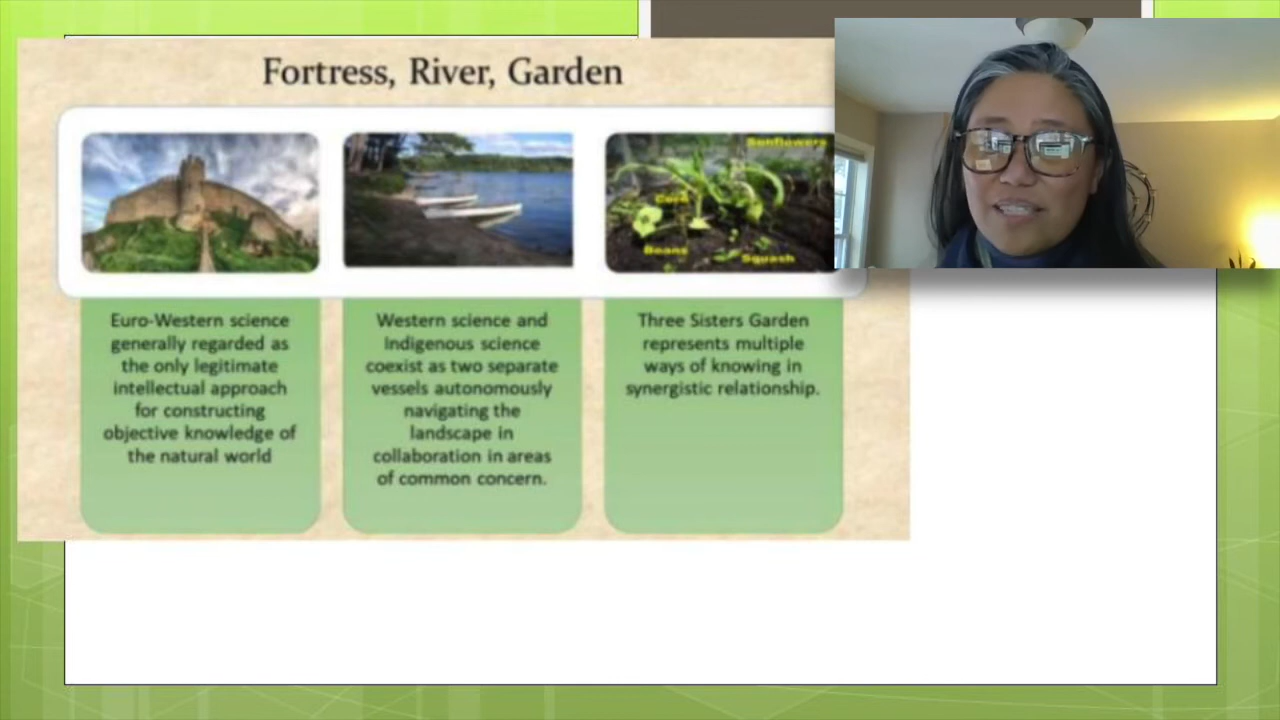 Fortress, River, Garden
Sunflowers
Corn
Beans
Squash
Euro-Western science
generally regarded as
the only legitimate
intellectual approach
for constructing
objective knowledge of
the natural world
Western science and
Indigenous science
coexist as two separate
vessels autonomously
navigating the
landscape in
collaboration in areas
of common concern.
Three Sisters Garden
represents multiple
ways of knowing in
synergistic relationship.